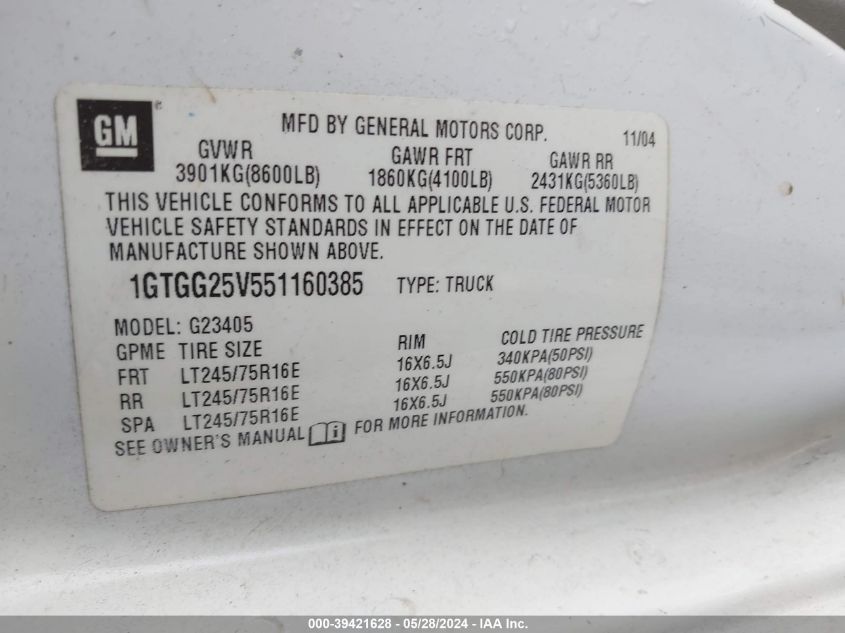 GM ®
MFD BY GENERAL MOTORS CORP. 11/04
GVWR GAWR FRT GAWR RR
3901KG(8600LB) 1860KG(4100LB) 2431KG(5360LB)
THIS VEHICLE CONFORMS TO ALL APPLICABLE U.S. FEDERAL MOTOR
VEHICLE SAFETY STANDARDS IN EFFECT ON THE DATE OF
MANUFACTURE SHOWN ABOVE.
1GTGG25V551160385 TYPE: TRUCK
MODEL: G23405
GPME TIRE SIZE RIM COLD TIRE PRESSURE
FRT LT245/75R16E 16X6.5J 340KPA(50PSI)
RR LT245/75R16E 16X6.5J 550KPA(80PSI)
SPA LT245/75R16E 16X6.5J 550KPA(80PSI)
SEE OWNER'S MANUAL i FOR MORE INFORMATION.
000-39421628 - 05/28/2024 - IAA Inc.